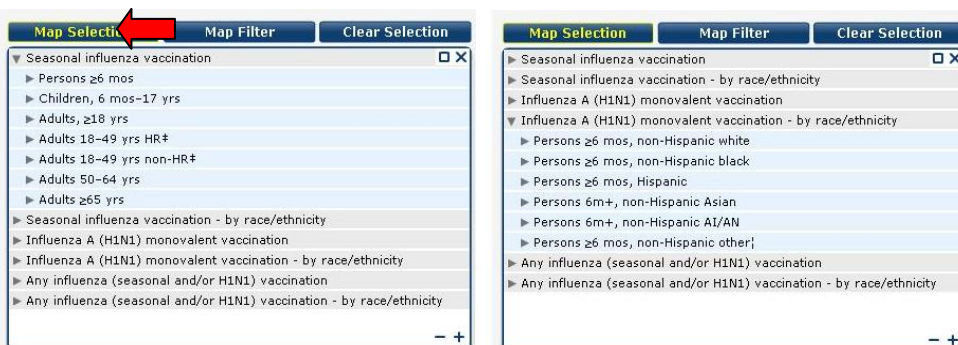 Map Selection Map Filter Clear Selection
▼ Seasonal influenza vaccination
► Persons ≥6 mos
► Children, 6 mos-17 yrs
► Adults, ≥18 yrs
► Adults 18-49 yrs HR‡
► Adults 18-49 yrs non-HR‡
► Adults 50-64 yrs
► Adults ≥65 yrs
► Seasonal influenza vaccination - by race/ethnicity
► Influenza A (H1N1) monovalent vaccination
► Influenza A (H1N1) monovalent vaccination - by race/ethnicity
► Any influenza (seasonal and/or H1N1) vaccination
► Any influenza (seasonal and/or H1N1) vaccination - by race/ethnicity
Map Selection Map Filter Clear Selection
► Seasonal influenza vaccination
► Seasonal influenza vaccination - by race/ethnicity
► Influenza A (H1N1) monovalent vaccination
▼ Influenza A (H1N1) monovalent vaccination - by race/ethnicity
► Persons ≥6 mos, non-Hispanic white
► Persons ≥6 mos, non-Hispanic black
► Persons ≥6 mos, Hispanic
► Persons 6m+, non-Hispanic Asian
► Persons 6m+, non-Hispanic AI/AN
► Persons ≥6 mos, non-Hispanic other¦
► Any influenza (seasonal and/or H1N1) vaccination
► Any influenza (seasonal and/or H1N1) vaccination - by race/ethnicity